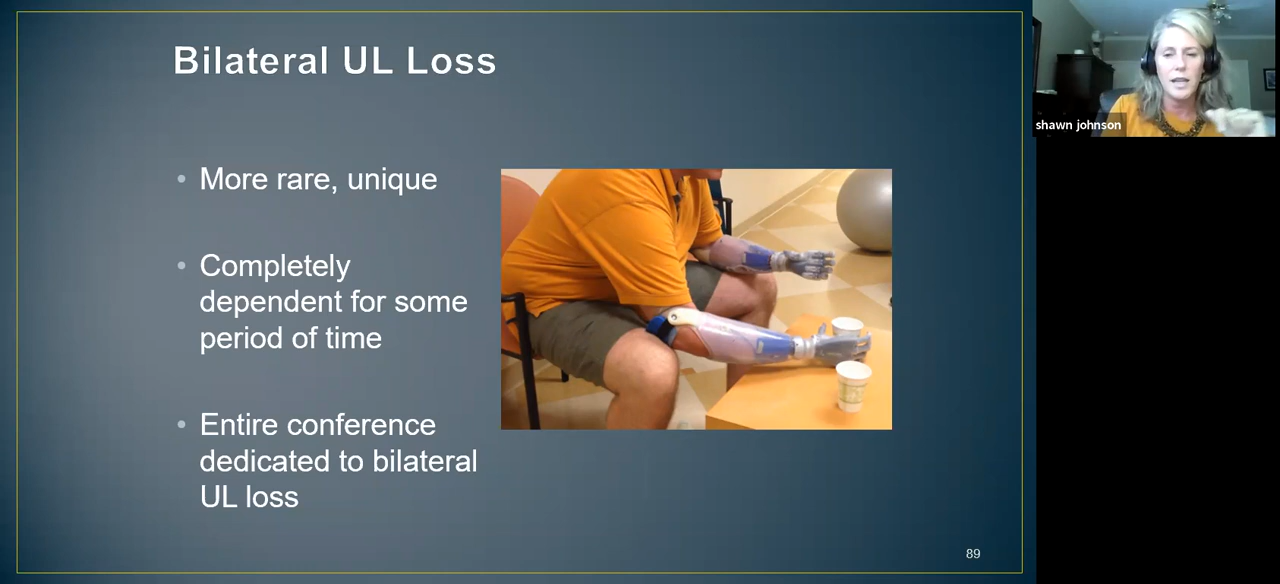 Bilateral UL Loss
shawn johnson
• More rare, unique
• Completely
dependent for some
period of time
• Entire conference
dedicated to bilateral
UL loss
89